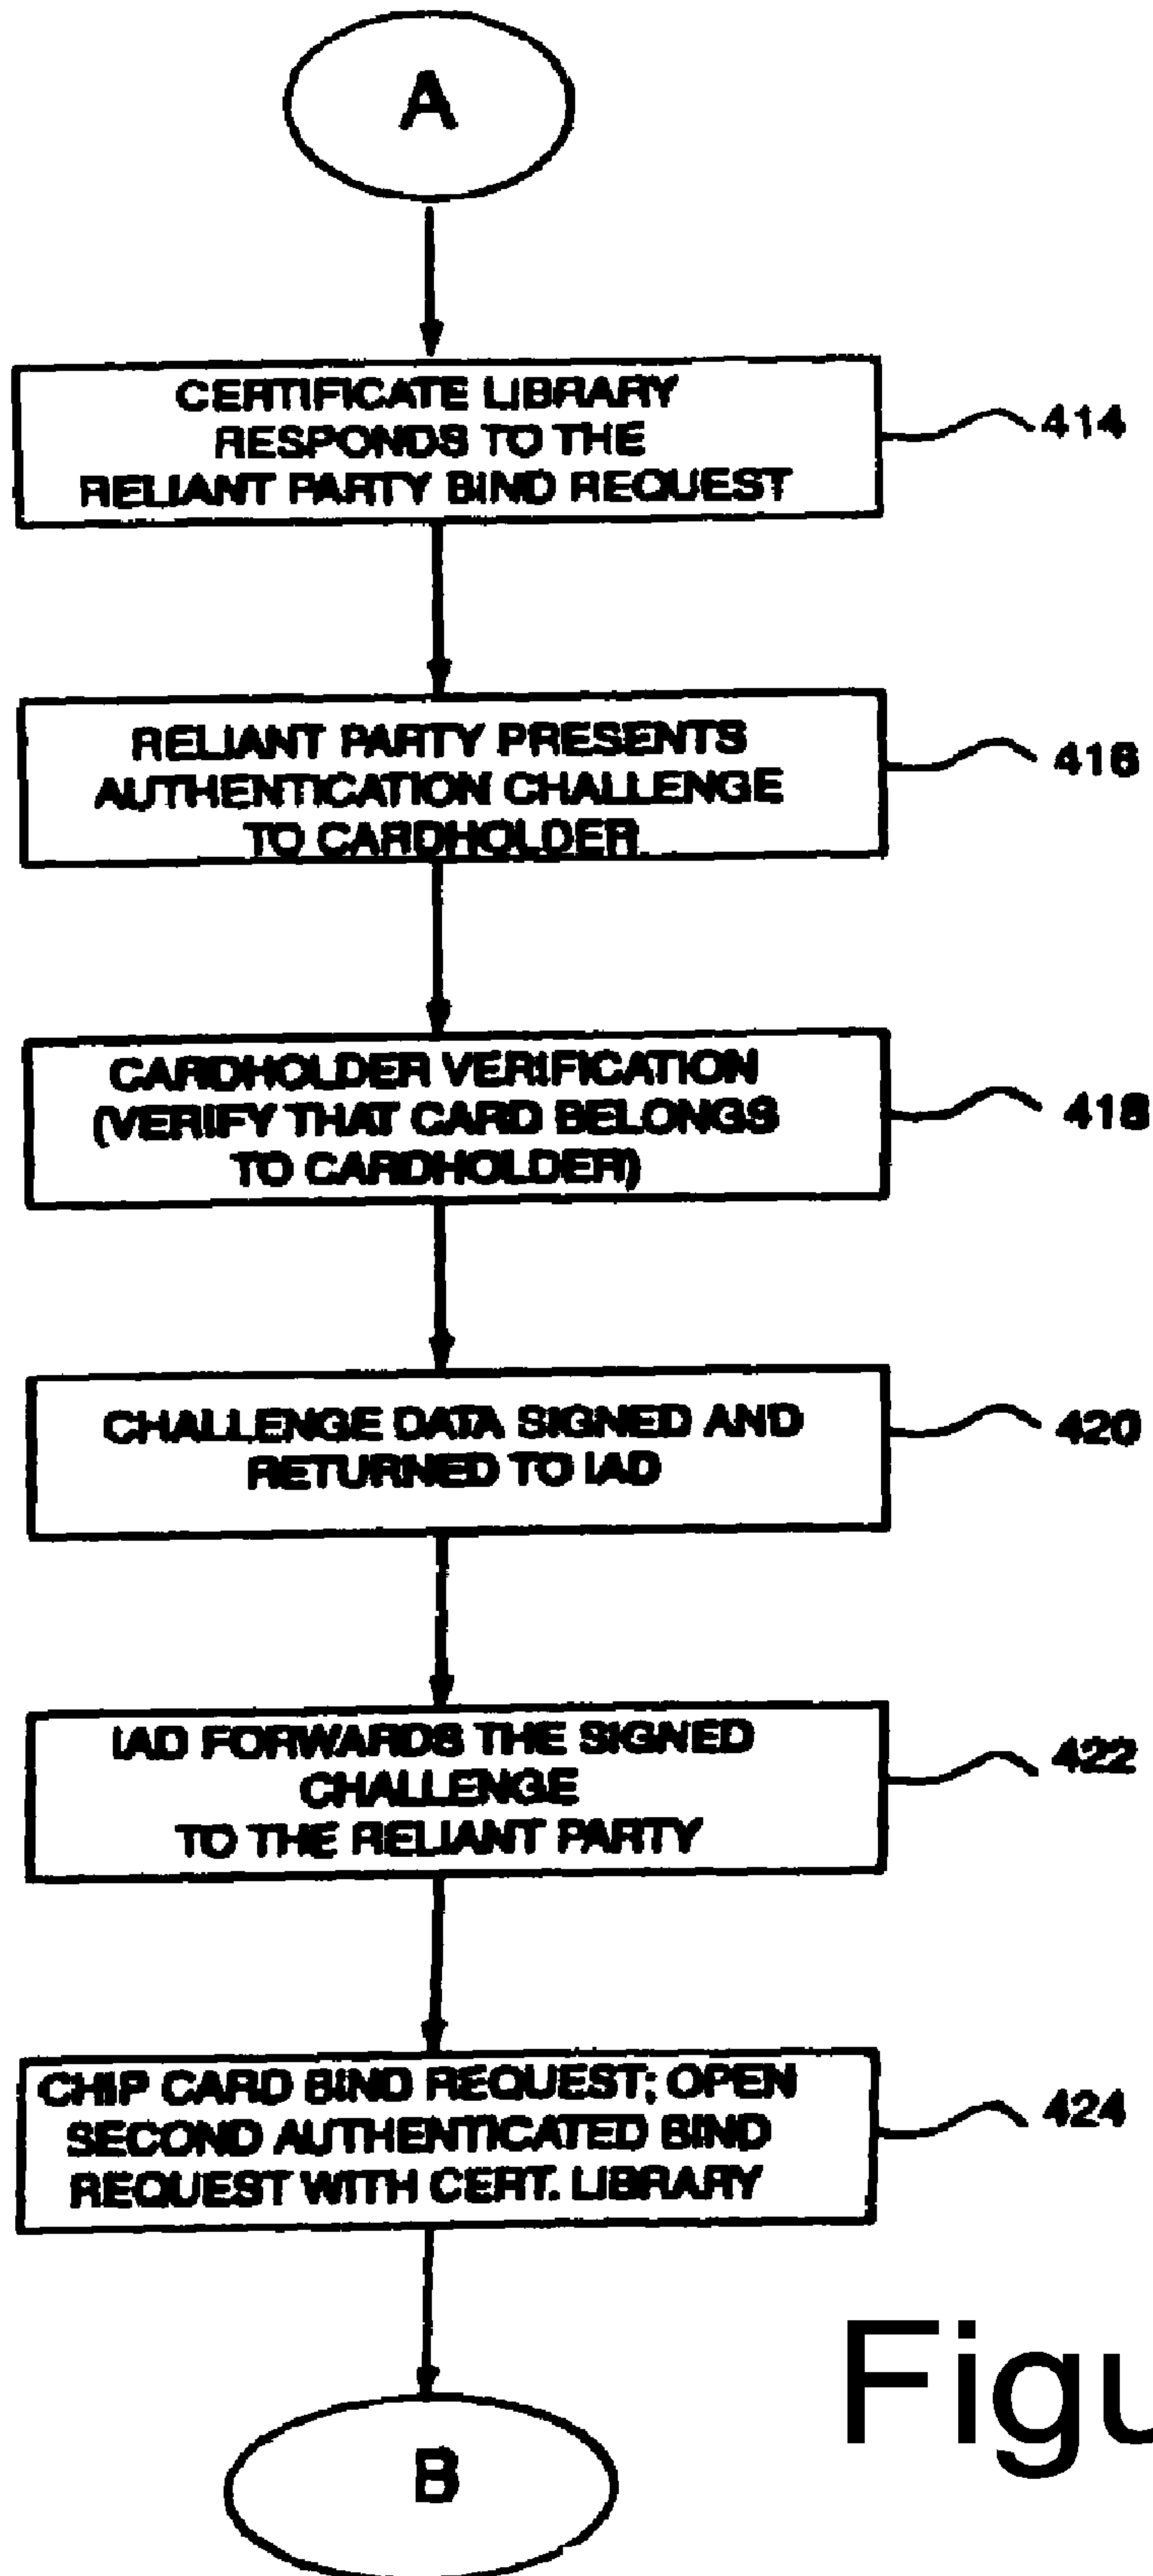 A
CERTIFICATE LIBRARY
RESPONDS TO THE
RELIANT PARTY BIND REQUEST
414
RELIANT PARTY PRESENTS
AUTHENTICATION CHALLENGE
TO CARDHOLDER
416
CARDHOLDER VERIFICATION
(VERIFY THAT CARD BELONGS
TO CARDHOLDER)
418
CHALLENGE DATA SIGNED AND
RETURNED TO IAD
420
IAD FORWARDS THE SIGNED
CHALLENGE
TO THE RELIANT PARTY
422
CHIP CARD BIND REQUEST; OPEN
SECOND AUTHENTICATED BIND
REQUEST WITH CERT. LIBRARY
424
Figu
B